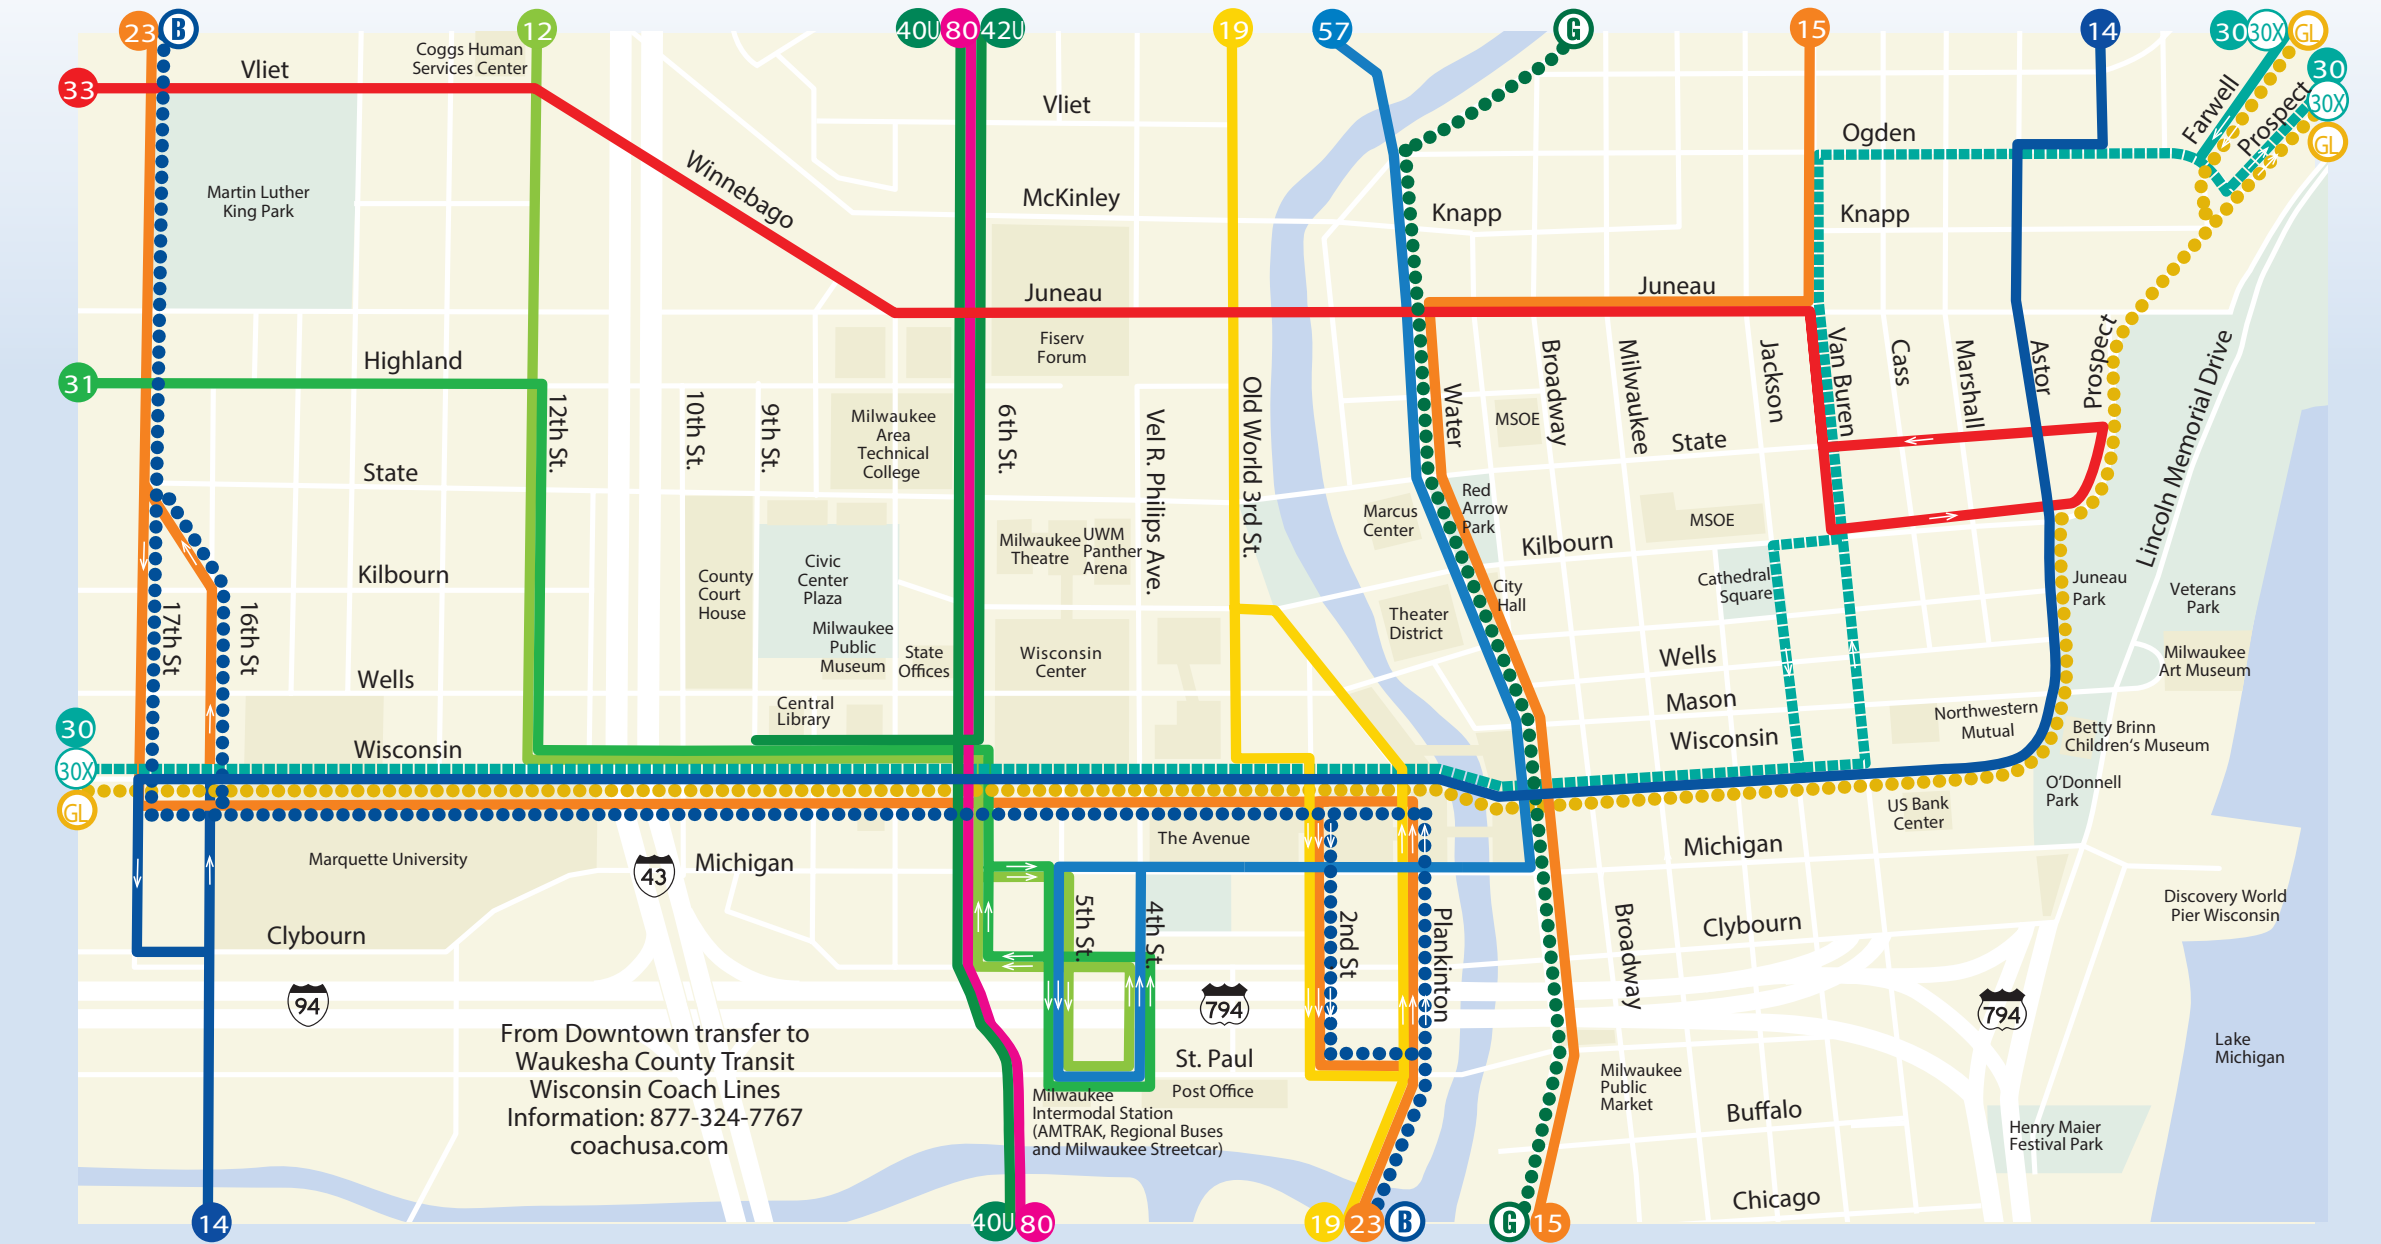 23
B
12
40U
80
42U
19
57
G
15
14
30
30X
GL
30
30X
GL
33
Vliet
Coggs Human
Services Center
Vliet
Ogden
Farwell
Prospect
Martin Luther
King Park
Winnebago
McKinley
Knapp
Knapp
Juneau
Juneau
Fiserv
Forum
31
Highland
12th St.
10th St.
9th St.
Milwaukee
Area
Technical
College
6th St.
Vel R. Philips Ave.
Old World 3rd St.
Water
MSOE
Broadway
Milwaukee
Jackson
Van Buren
Cass
Marshall
Astor
Prospect
Lincoln Memorial Drive
State
State
Marcus
Center
Red
Arrow
Park
MSOE
Kilbourn
Kilbourn
Milwaukee
Theatre
UWM
Panther
Arena
Civic
Center
Plaza
County
Court
House
Cathedral
Square
City
Hall
Juneau
Park
Veterans
Park
17th St
16th St
Milwaukee
Public
Museum
State
Offices
Wisconsin
Center
Theater
District
Wells
Wells
Milwaukee
Art Museum
Central
Library
Mason
Northwestern
Mutual
Betty Brinn
Children's Museum
30
30X
GL
Wisconsin
Wisconsin
O'Donnell
Park
US Bank
Center
The Avenue
Marquette University
43
Michigan
Michigan
5th St.
4th St.
2nd St
Plankinton
Broadway
Clybourn
Clybourn
Discovery World
Pier Wisconsin
94
794
794
From Downtown transfer to
Waukesha County Transit
Wisconsin Coach Lines
Information: 877-324-7767
coachusa.com
St. Paul
Post Office
Milwaukee
Intermodal Station
(AMTRAK, Regional Buses
and Milwaukee Streetcar)
Milwaukee
Public
Market
Lake
Michigan
Buffalo
Henry Maier
Festival Park
Chicago
14
40U
80
19
23
B
G
15